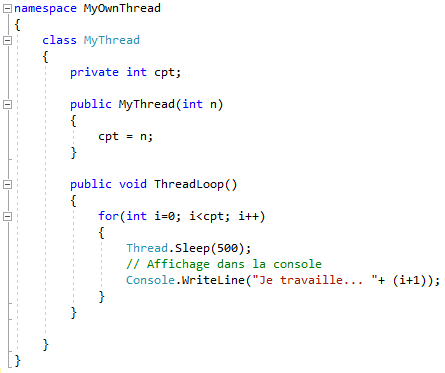 namespace MyOwnThread
{
class MyThread
{
private int cpt;
public MyThread(int n)
{
cpt = n;
}
public void ThreadLoop()
{
for(int i=0; i<cpt; i++)
{
Thread.Sleep(500);
// Affichage dans la console
Console.WriteLine("Je travaille... "+ (i+1));
}
}
}
}